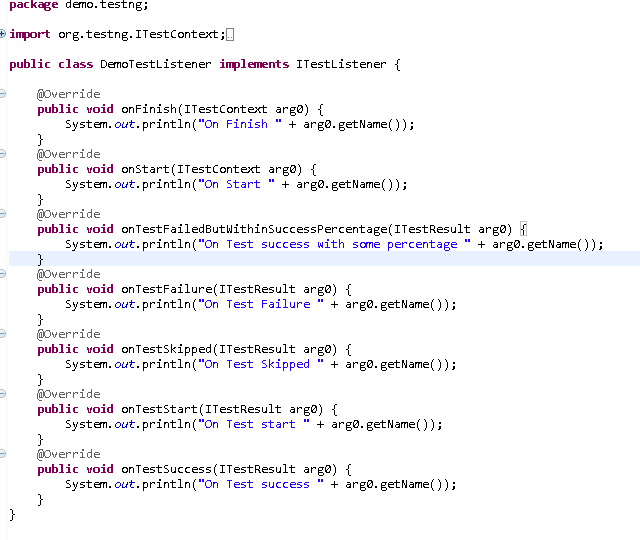 package demo.testng;
import org.testng.ITestContext;
public class DemoTestListener implements ITestListener {
@Override
public void onFinish(ITestContext arg0) {
System.out.println("On Finish " + arg0.getName());
}
@Override
public void onStart(ITestContext arg0) {
System.out.println("On Start " + arg0.getName());
}
@Override
public void onTestFailedButWithinSuccessPercentage(ITestResult arg0) {
System.out.println("On Test success with some percentage " + arg0.getName());
}
@Override
public void onTestFailure(ITestResult arg0) {
System.out.println("On Test Failure " + arg0.getName());
}
@Override
public void onTestSkipped(ITestResult arg0) {
System.out.println("On Test Skipped " + arg0.getName());
}
@Override
public void onTestStart(ITestResult arg0) {
System.out.println("On Test start " + arg0.getName());
}
@Override
public void onTestSuccess(ITestResult arg0) {
System.out.println("On Test success " + arg0.getName());
}
}